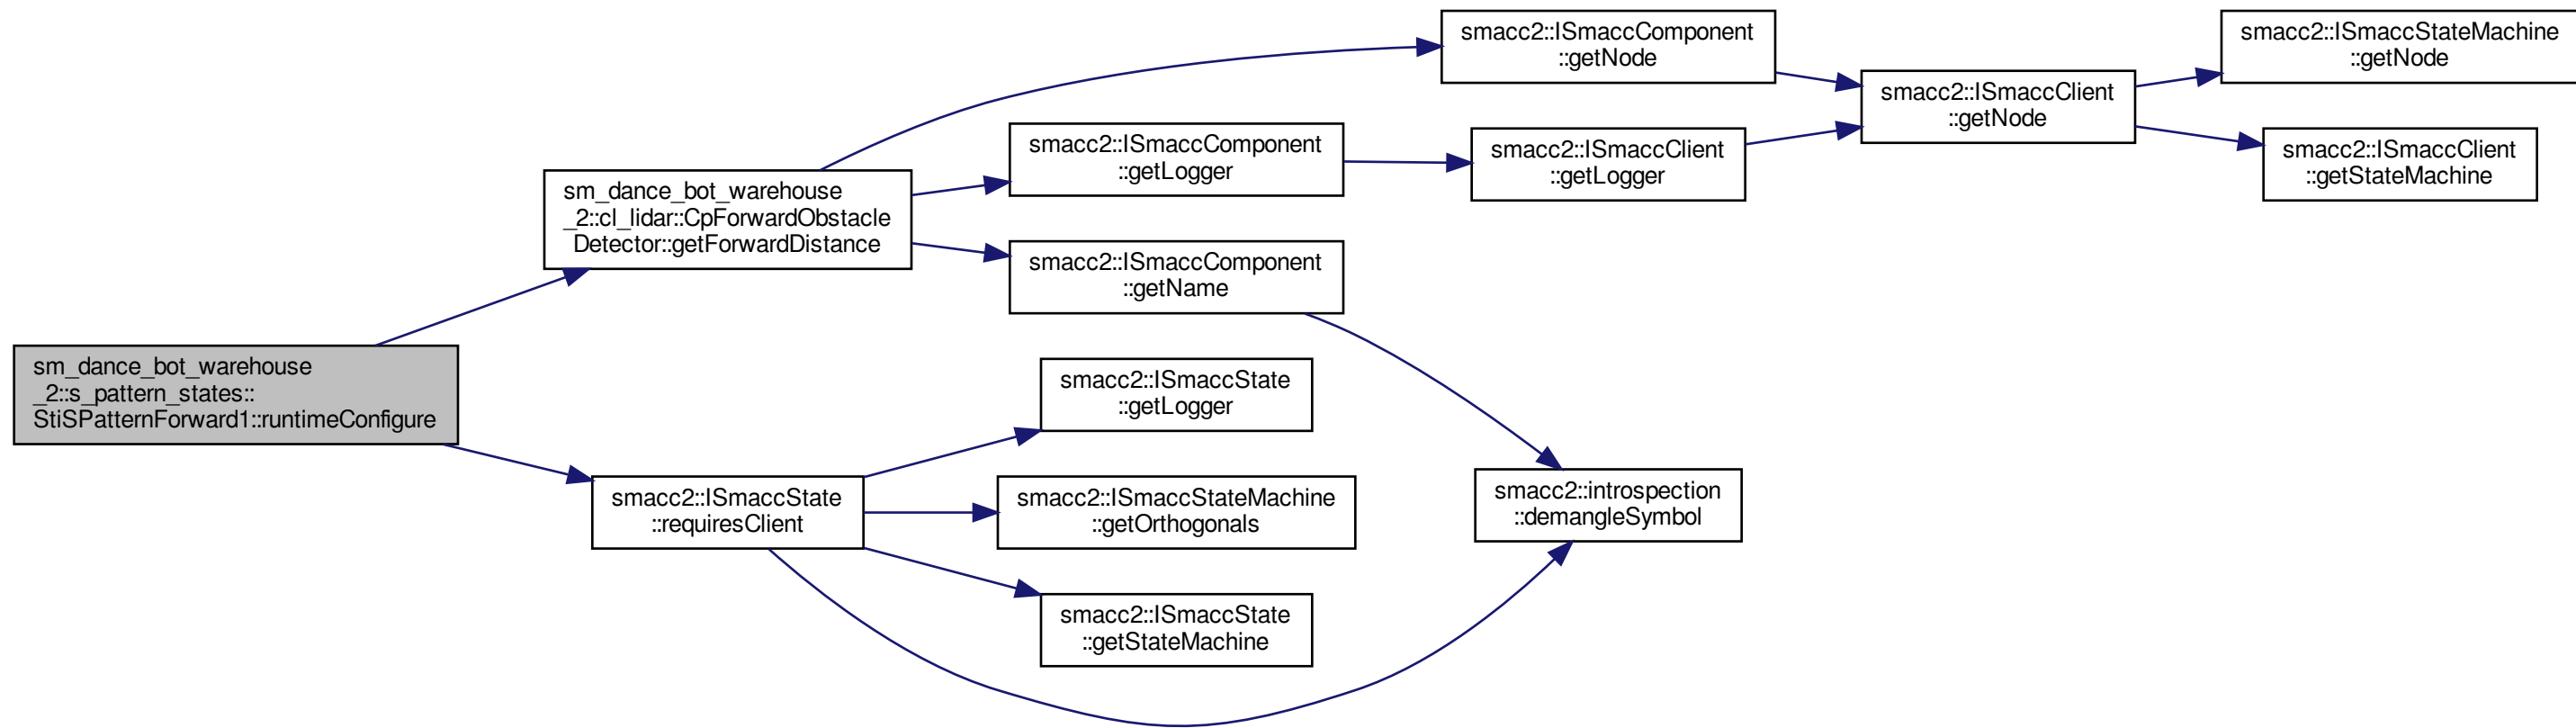 sm_dance_bot_warehouse
_2::s_pattern_states::
StiSPatternForward1::runtimeConfigure
sm_dance_bot_warehouse
_2::cl_lidar::CpForwardObstacle
Detector::getForwardDistance
smacc2::ISmaccComponent
::getNode
smacc2::ISmaccClient
::getNode
smacc2::ISmaccStateMachine
::getNode
smacc2::ISmaccClient
::getStateMachine
smacc2::ISmaccComponent
::getLogger
smacc2::ISmaccClient
::getLogger
smacc2::ISmaccComponent
::getName
smacc2::introspection
::demangleSymbol
smacc2::ISmaccState
::requiresClient
smacc2::ISmaccState
::getLogger
smacc2::ISmaccStateMachine
::getOrthogonals
smacc2::ISmaccState
::getStateMachine